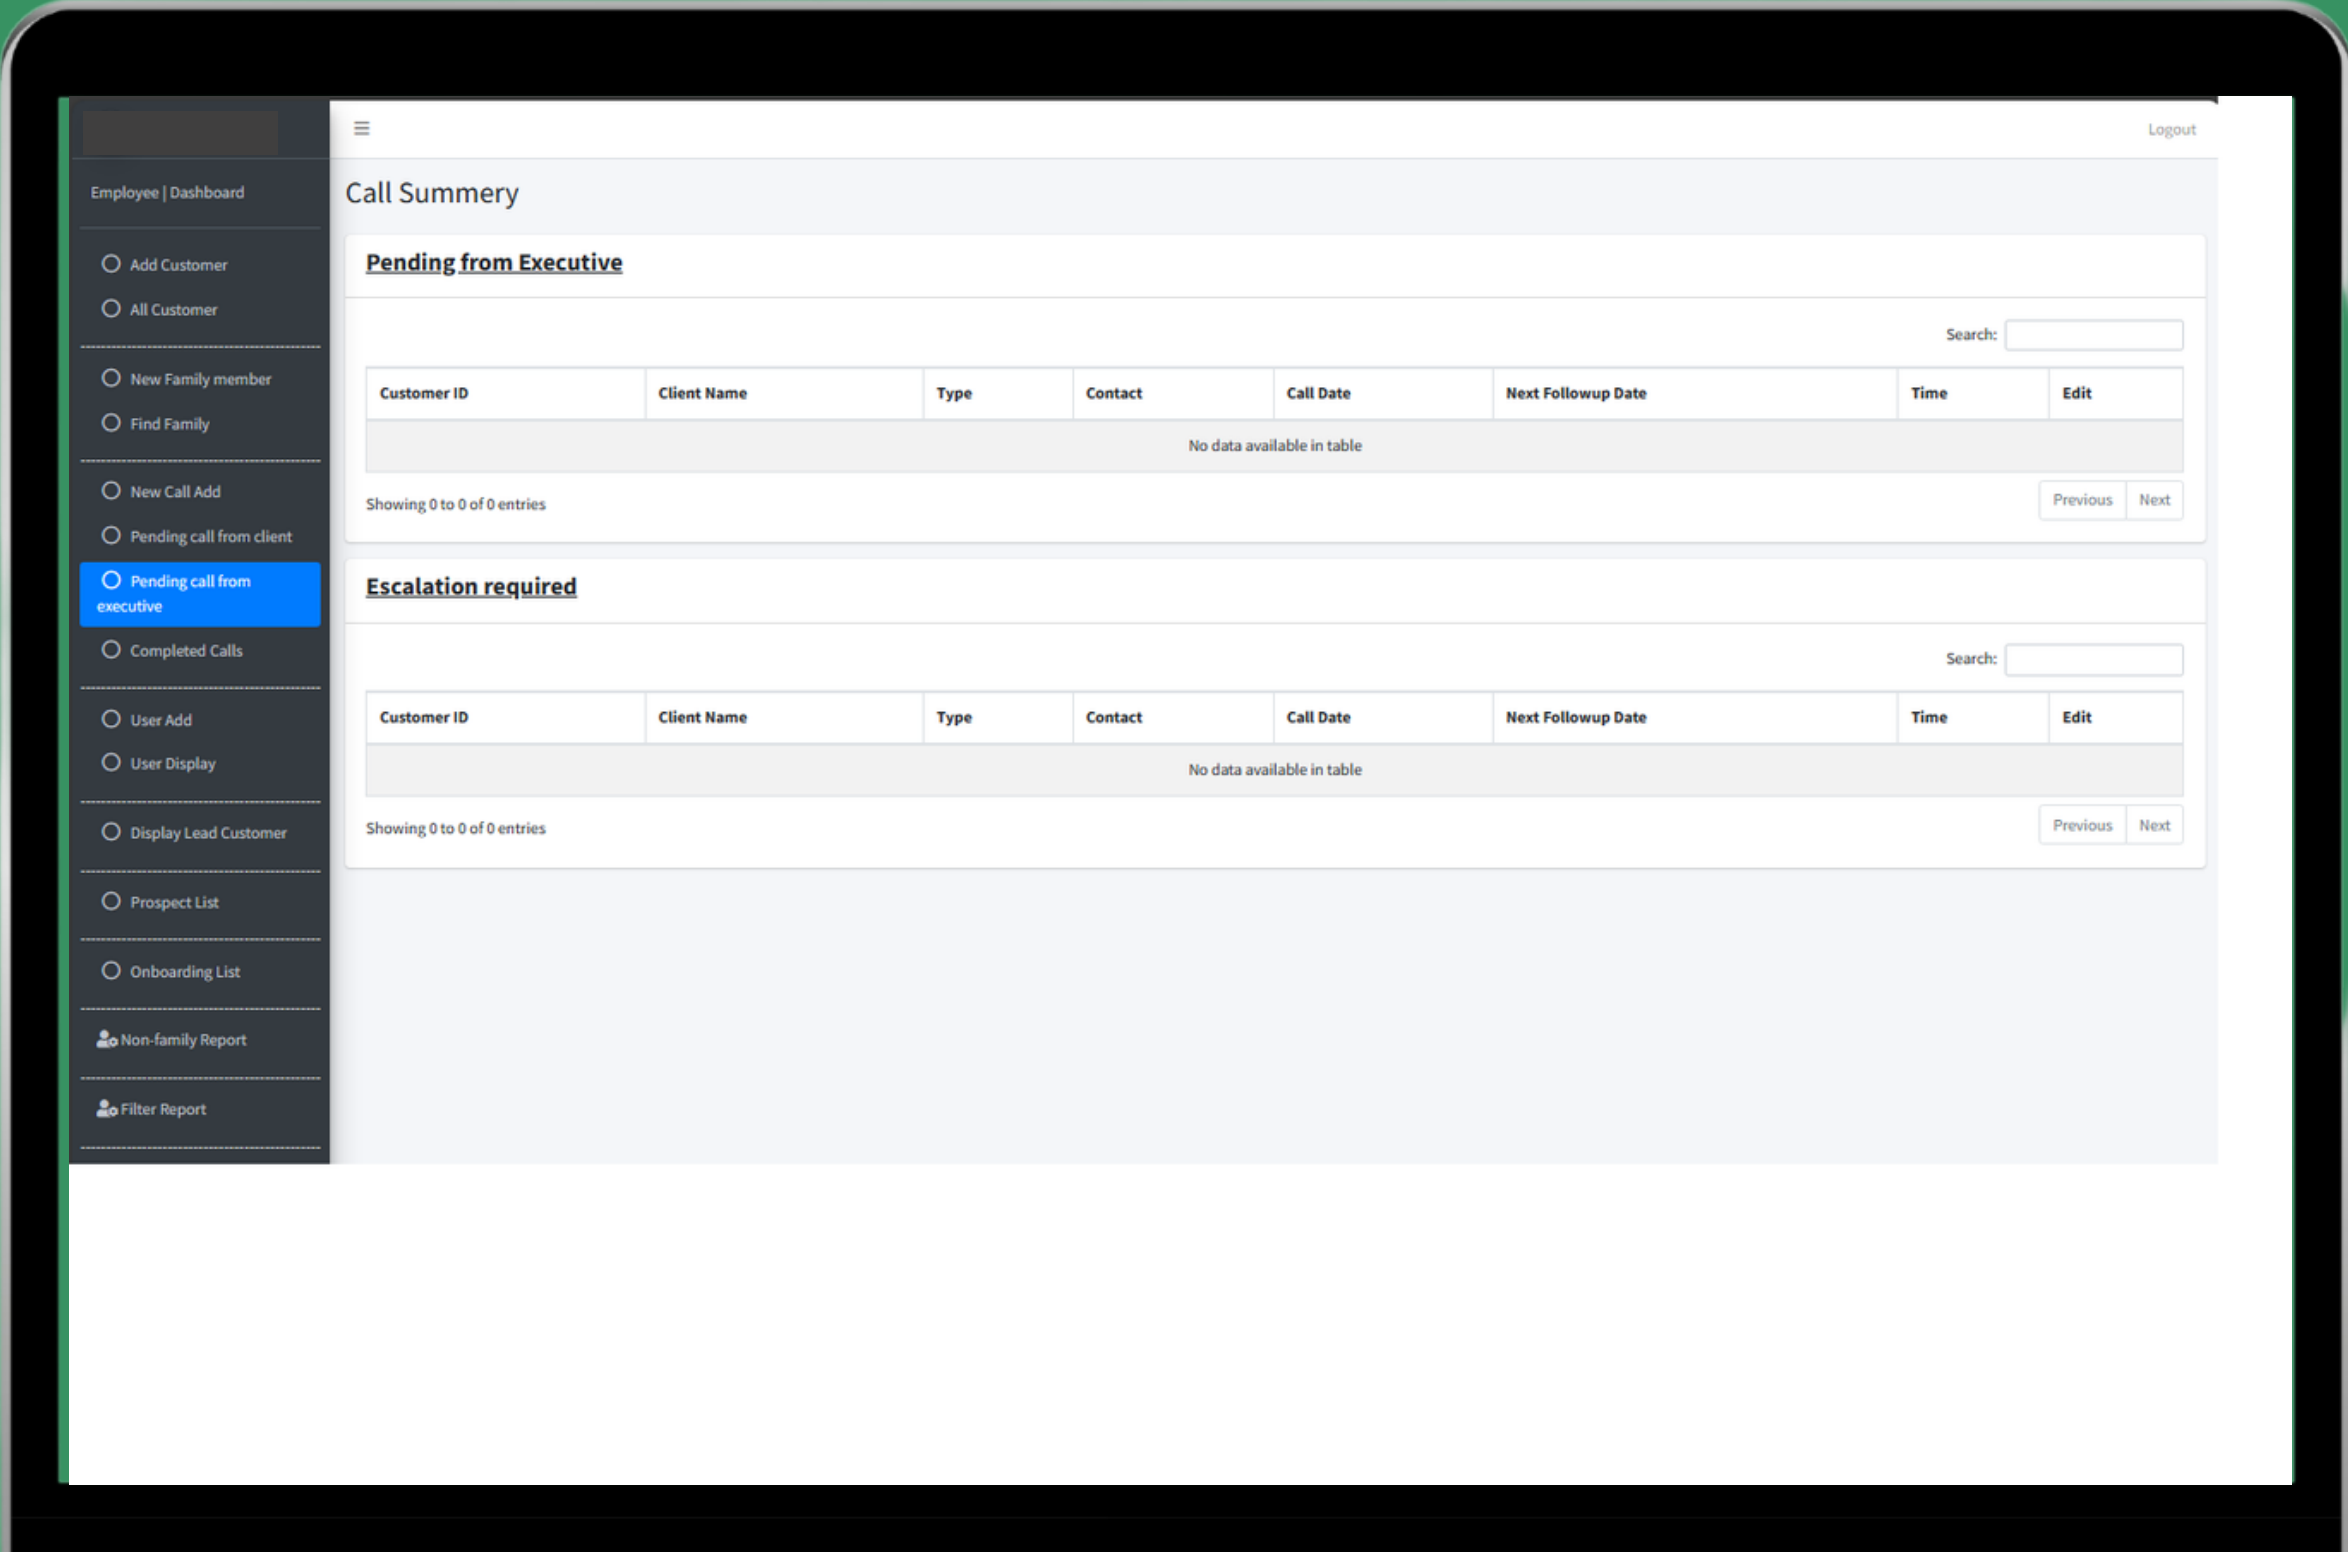 Logout
Employee | Dashboard
Add Customer
All Customer
New Family member
Find Family
New Call Add
Pending call from client
Pending call from
executive
Completed Calls
User Add
User Display
Display Lead Customer
Prospect List
Onboarding List
Non-family Report
Filter Report
Call Summery
Pending from Executive
Search:
Customer ID Client Name Type Contact Call Date Next Followup Date Time Edit
No data available in table
Showing 0 to 0 of 0 entries
Previous Next
Escalation required
Search:
Customer ID Client Name Type Contact Call Date Next Followup Date Time Edit
No data available in table
Showing 0 to 0 of 0 entries
Previous Next